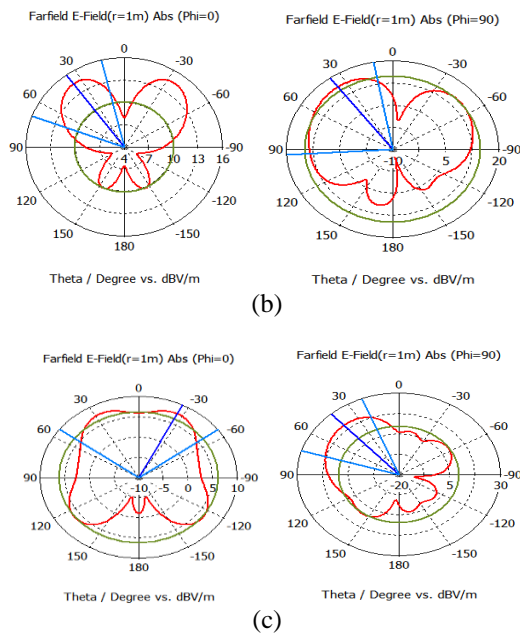 Farfield E-Field(r=1m) Abs (Phi=0)
0
30 -30
60 -60
90 4 7 10 13 16 -90
120 -120
150 -150
180
Theta / Degree vs. dBV/m
Farfield E-Field(r=1m) Abs (Phi=90)
0
30 -30
60 -60
90 20 -90
120 -120
150 -150
180
Theta / Degree vs. dBV/m
(b)
Farfield E-Field(r=1m) Abs (Phi=0)
0
30 -30
60 -60
90 -5 0 5 10 -90
120 -120
150 -150
180
Theta / Degree vs. dBV/m
Farfield E-Field(r=1m) Abs (Phi=90)
0
30 -30
60 -60
90 -20 5 30 -90
120 -120
150 -150
180
Theta / Degree vs. dBV/m
(c)